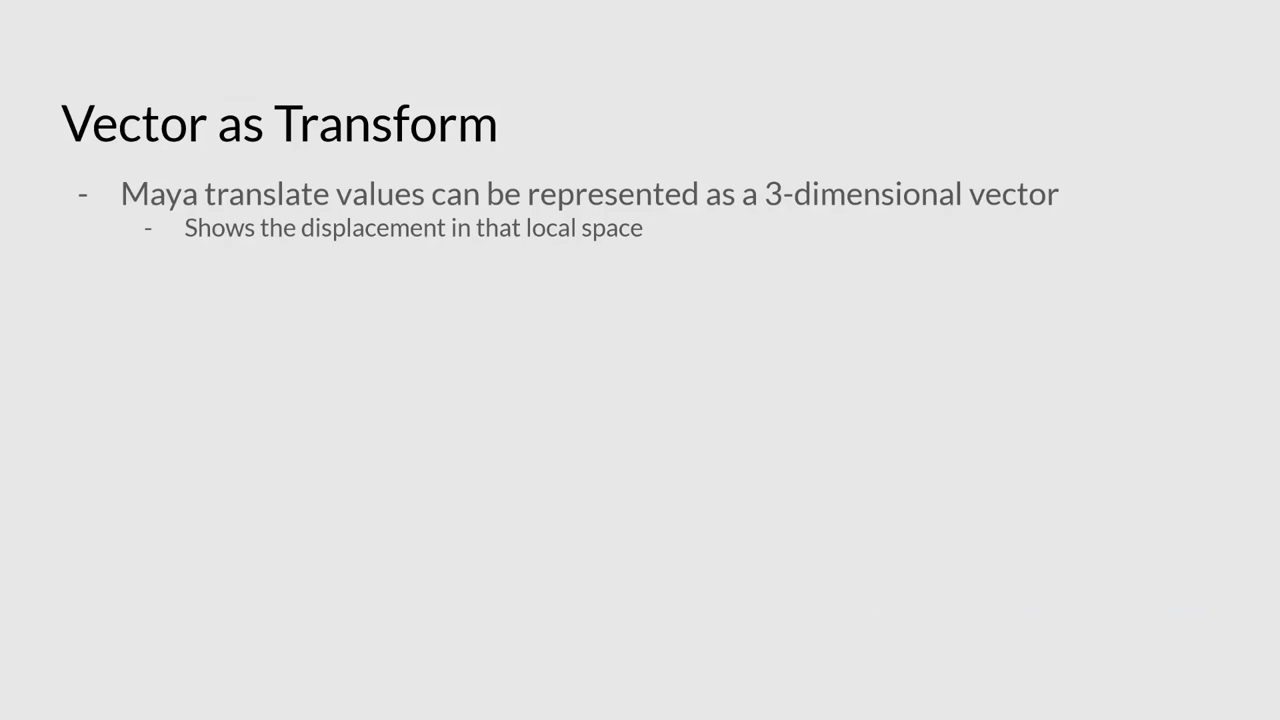 Vector as Transform
- Maya translate values can be represented as a 3-dimensional vector
- Shows the displacement in that local space